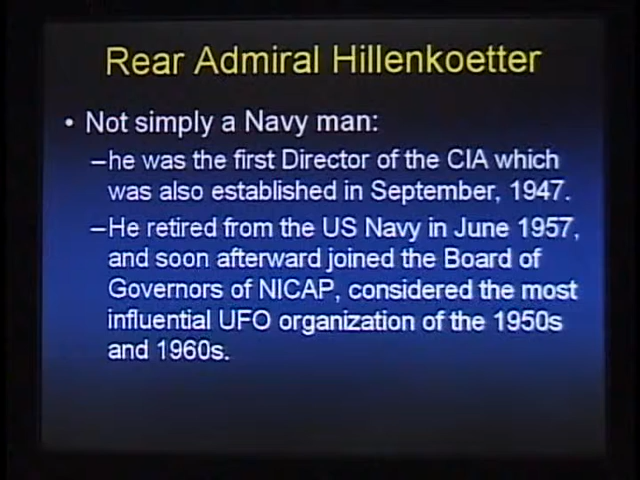 Rear Admiral Hillenkoetter
• Not simply a Navy man:
–he was the first Director of the CIA which
was also established in September, 1947.
–He retired from the US Navy in June 1957,
and soon afterward joined the Board of
Governors of NICAP, considered the most
influential UFO organization of the 1950s
and 1960s.